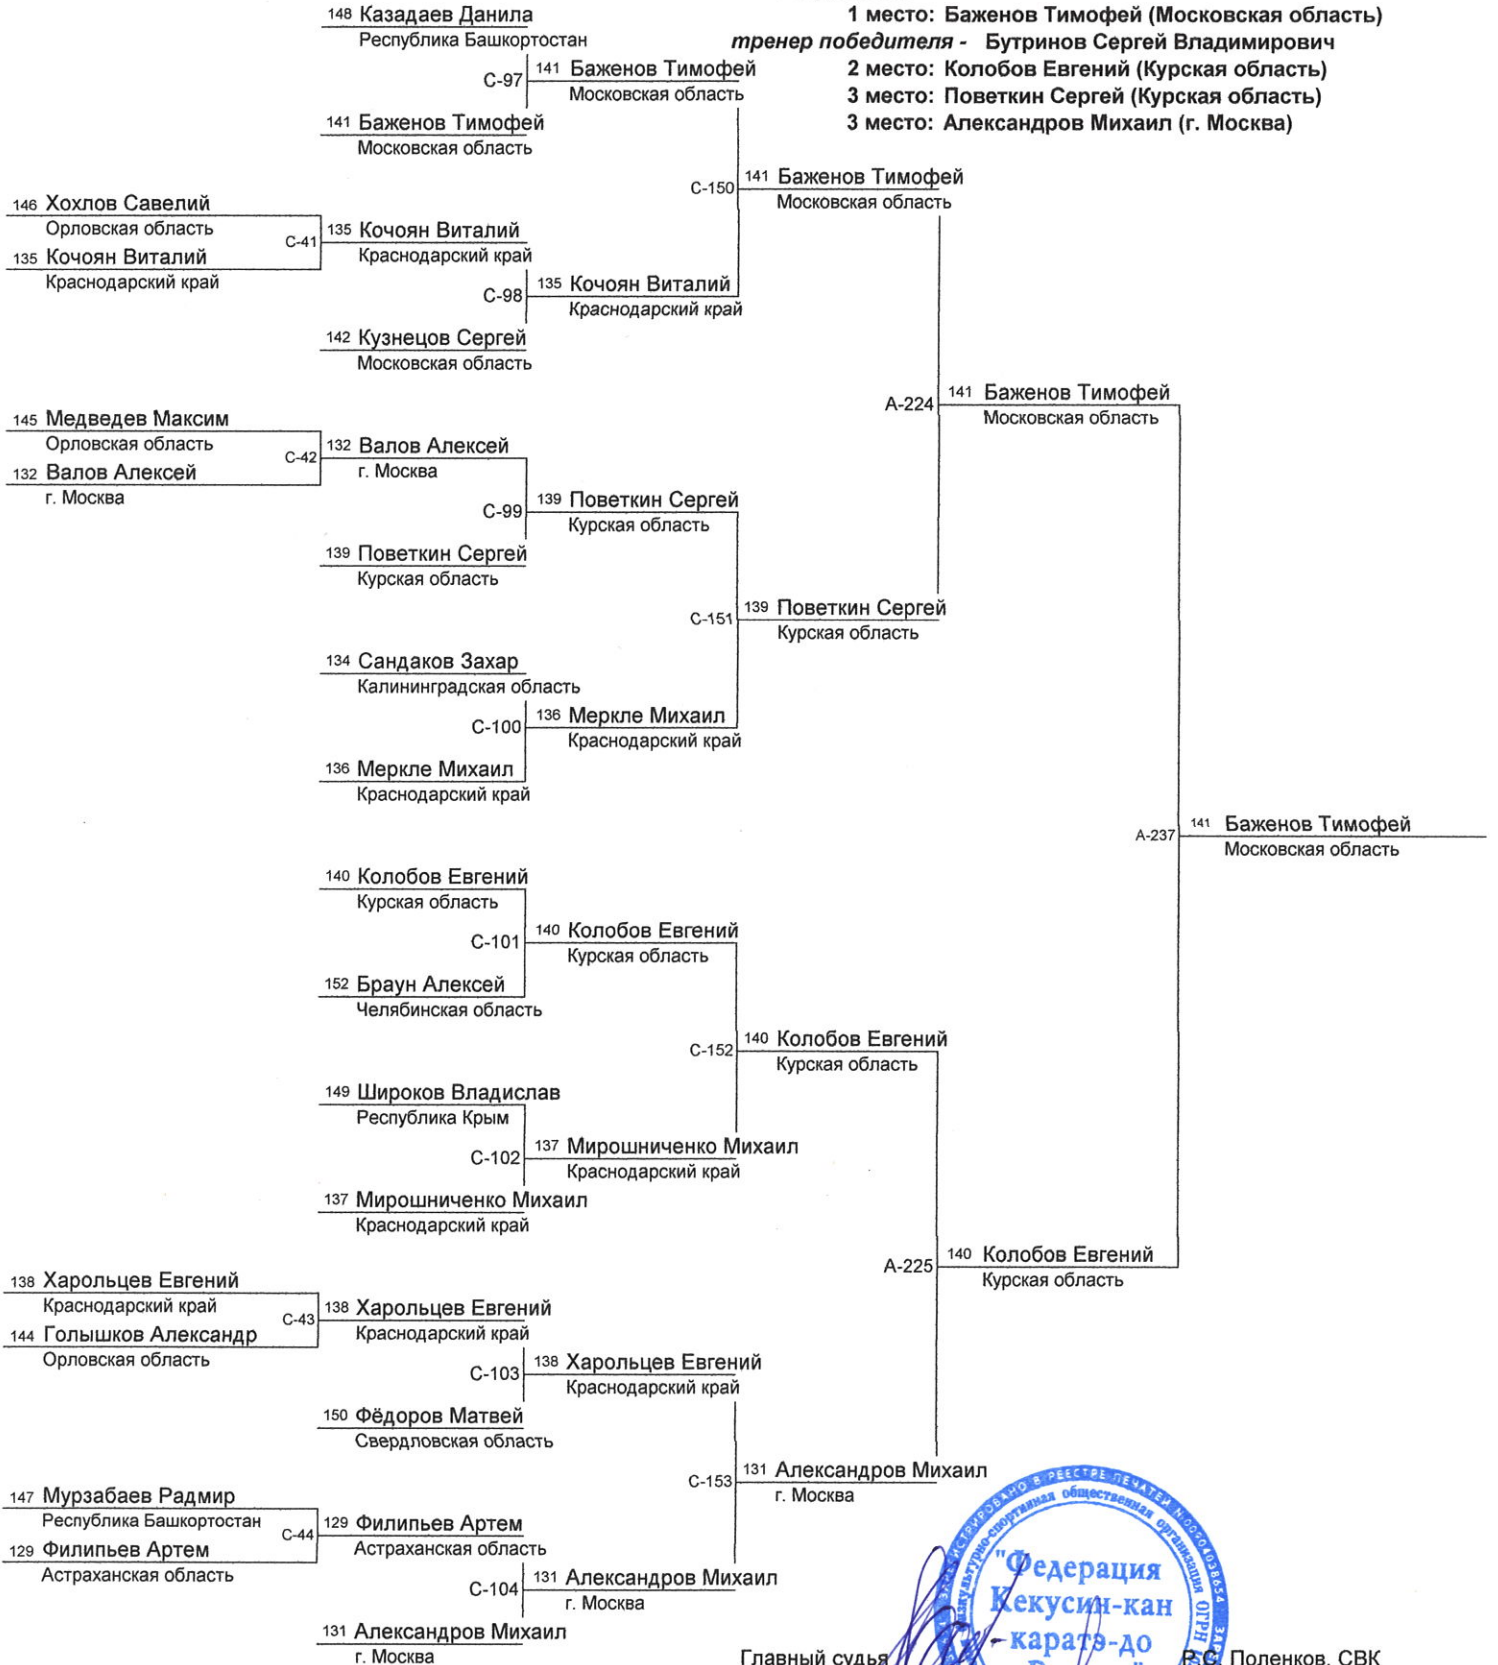 148 Казадаев Данила
Республика Башкортостан
1 место: Баженов Тимофей (Московская область)
тренер победителя - Бутринов Сергей Владимирович
2 место: Колобов Евгений (Курская область)
3 место: Поветкин Сергей (Курская область)
3 место: Александров Михаил (г. Москва)
С-97
141 Баженов Тимофей
Московская область
141 Баженов Тимофей
Московская область
С-150
141 Баженов Тимофей
Московская область
146 Хохлов Савелий
Орловская область
С-41
135 Кочоян Виталий
Краснодарский край
135 Кочоян Виталий
Краснодарский край
С-98
135 Кочоян Виталий
Краснодарский край
142 Кузнецов Сергей
Московская область
А-224
141 Баженов Тимофей
Московская область
145 Медведев Максим
Орловская область
С-42
132 Валов Алексей
г. Москва
132 Валов Алексей
г. Москва
С-99
139 Поветкин Сергей
Курская область
139 Поветкин Сергей
Курская область
С-151
139 Поветкин Сергей
Курская область
134 Сандаков Захар
Калининградская область
С-100
136 Меркле Михаил
Краснодарский край
136 Меркле Михаил
Краснодарский край
А-237
141 Баженов Тимофей
Московская область
140 Колобов Евгений
Курская область
С-101
140 Колобов Евгений
Курская область
152 Браун Алексей
Челябинская область
С-152
140 Колобов Евгений
Курская область
149 Широков Владислав
Республика Крым
С-102
137 Мирошниченко Михаил
Краснодарский край
137 Мирошниченко Михаил
Краснодарский край
А-225
140 Колобов Евгений
Курская область
138 Харольцев Евгений
Краснодарский край
С-43
138 Харольцев Евгений
Краснодарский край
144 Голышков Александр
Орловская область
С-103
138 Харольцев Евгений
Краснодарский край
150 Фёдоров Матвей
Свердловская область
С-153
131 Александров Михаил
г. Москва
147 Мурзабаев Радмир
Республика Башкортостан
С-44
129 Филипьев Артем
Астраханская область
129 Филипьев Артем
Астраханская область
С-104
131 Александров Михаил
г. Москва
131 Александров Михаил
г. Москва
"Федерация
Кекусин-кан
каратэ-до
общественная организация ОГРН
В РЕЕСТРЕ ПЕЧАТЕЙ
Главный судья
Р.С. Поленков, СВК